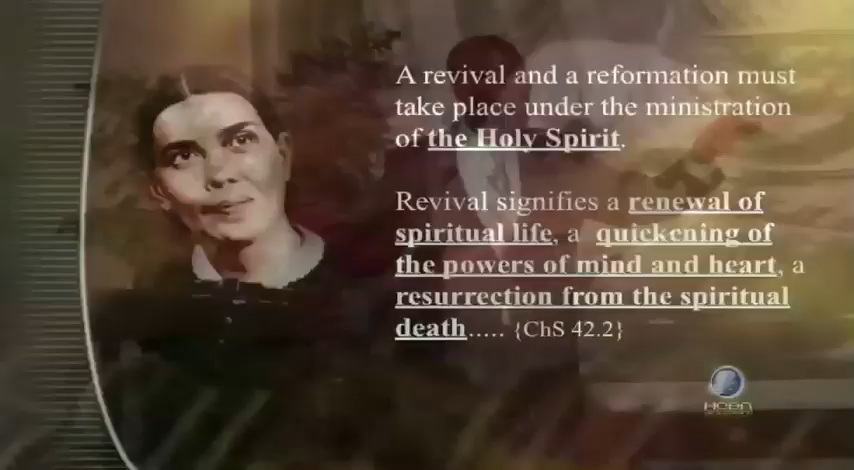 A revival and a reformation must
take place under the ministration
of the Holy Spirit.
Revival signifies a renewal of
spiritual life, a quickening of
the powers of mind and heart, a
resurrection from the spiritual
death..... {ChS 42.2}